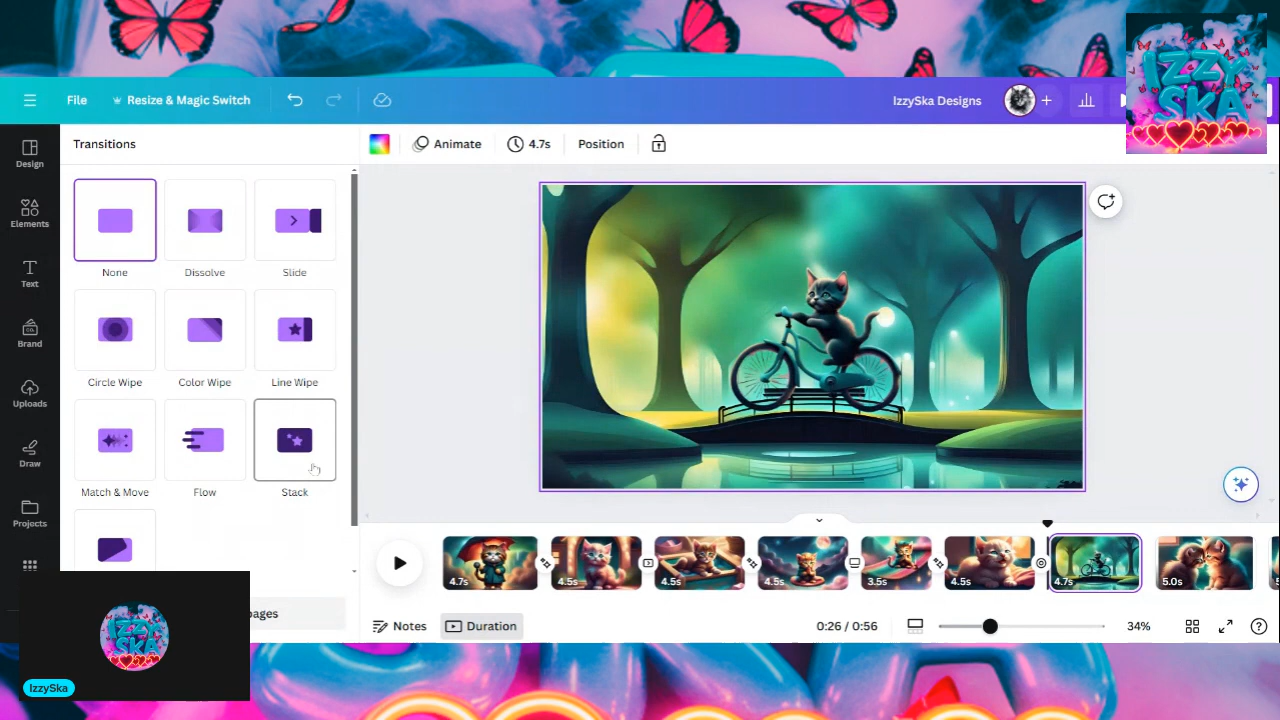 File
Resize & Magic Switch
IzzySka Designs
IZZY
SKA
Design
Elements
Text
Brand
Uploads
Draw
Projects
Transitions
None
Dissolve
Slide
Circle Wipe
Color Wipe
Line Wipe
Match & Move
Flow
Stack
ages
Animate
4.7s
Position
4.7s
4.5s
4.5s
4.5s
3.5s
4.5s
4.7s
5.0s
Notes
Duration
0:26 / 0:56
34%
IZZY
SKA
IzzySka